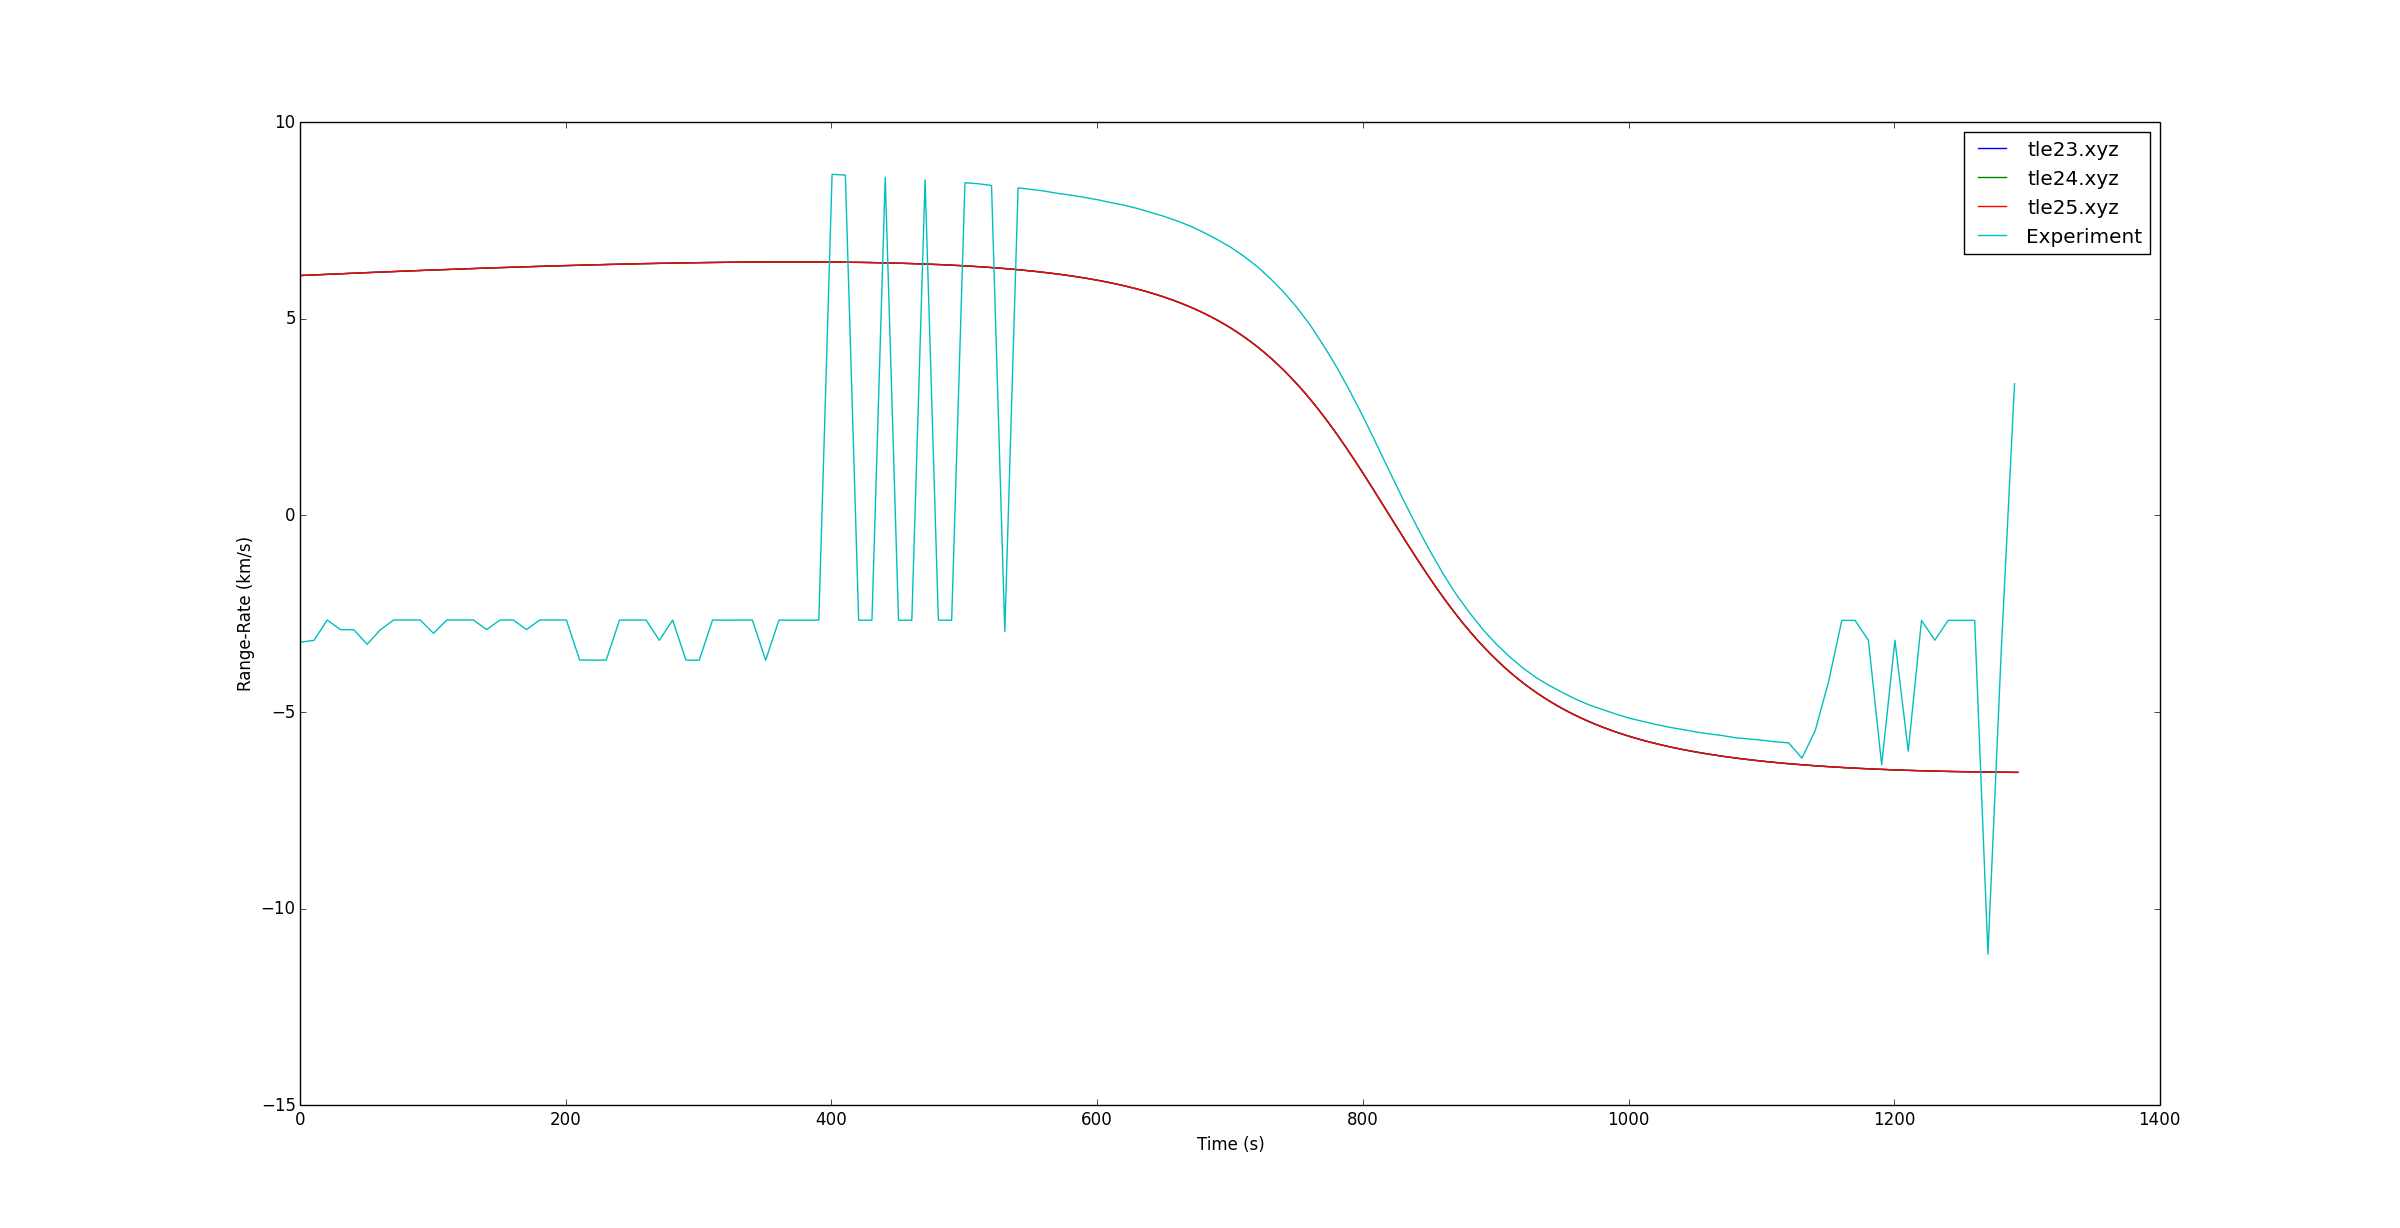 10
5
0
−5
−10
−15
Range-Rate (km/s)
tle23.xyz
tle24.xyz
tle25.xyz
Experiment
0 200 400 600 800 1000 1200 1400
Time (s)